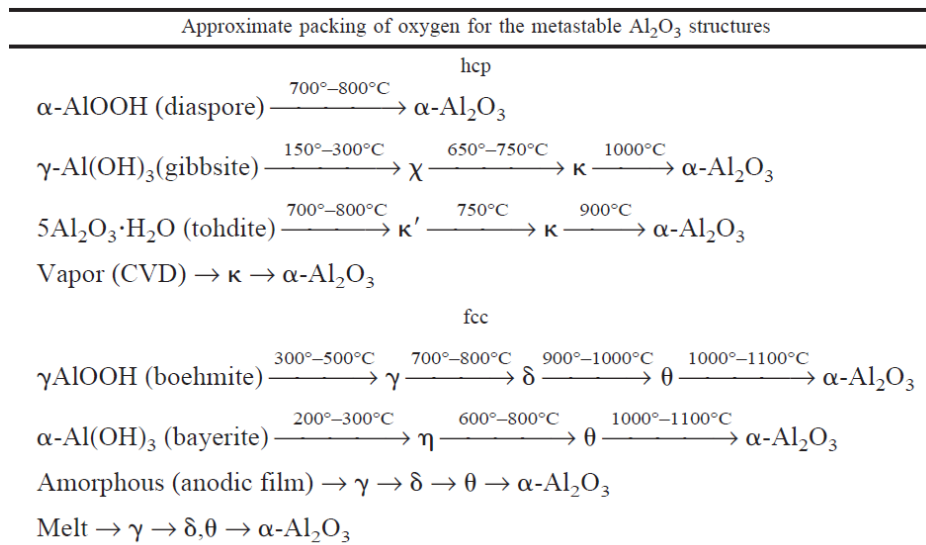 Approximate packing of oxygen for the metastable Al₂O₃ structures
hcp
α-AlOOH (diaspore) —700°–800°C→ α-Al₂O₃
γ-Al(OH)₃(gibbsite) —150°–300°C→ χ —650°–750°C→ κ —1000°C→ α-Al₂O₃
5Al₂O₃·H₂O (tohdite) —700°–800°C→ κ′ —750°C→ κ —900°C→ α-Al₂O₃
Vapor (CVD) → κ → α-Al₂O₃
fcc
γAlOOH (boehmite) —300°–500°C→ γ —700°–800°C→ δ —900°–1000°C→ θ —1000°–1100°C→ α-Al₂O₃
α-Al(OH)₃ (bayerite) —200°–300°C→ η —600°–800°C→ θ —1000°–1100°C→ α-Al₂O₃
Amorphous (anodic film) → γ → δ → θ → α-Al₂O₃
Melt → γ → δ,θ → α-Al₂O₃